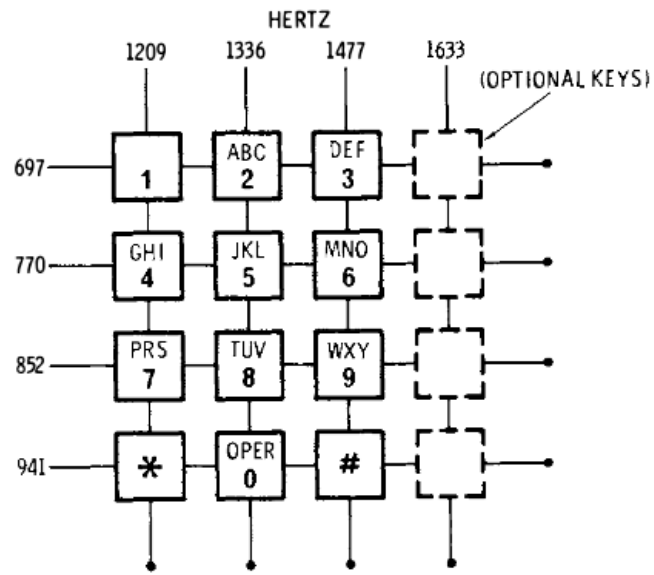 HERTZ
1209 1336 1477 1633
(OPTIONAL KEYS)
697 1 ABC 2 DEF 3
770 GHI 4 JKL 5 MNO 6
852 PRS 7 TUV 8 WXY 9
941 * OPER 0 #